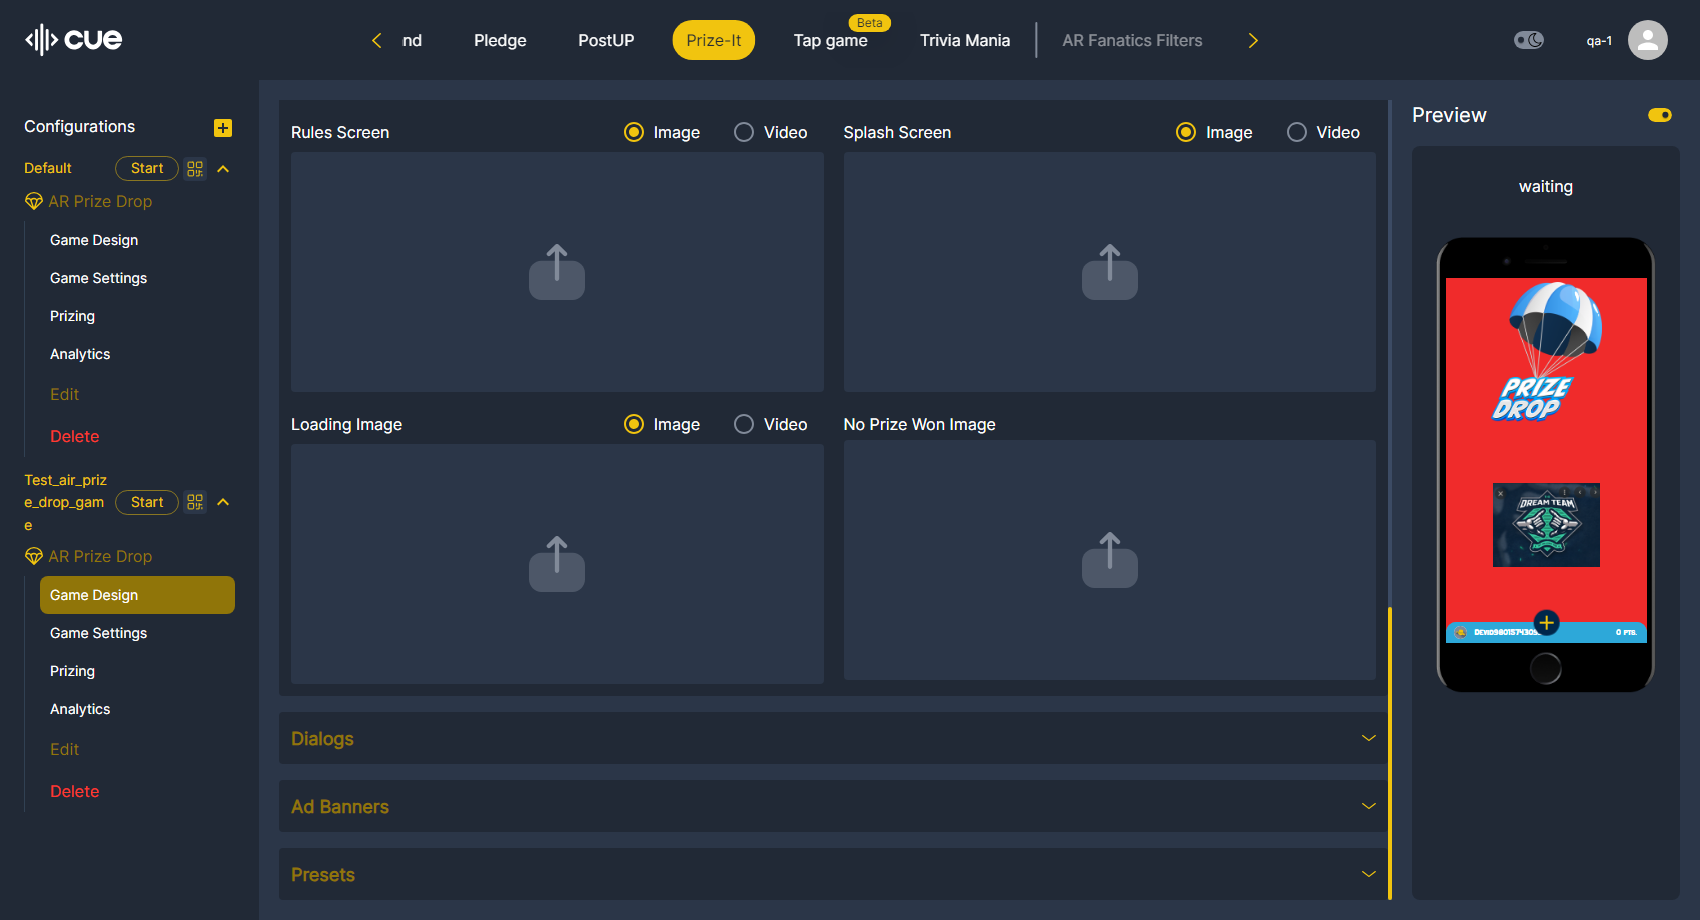 cue
nd
Pledge
PostUP
Prize-It
Beta
Tap game
Trivia Mania
AR Fanatics Filters
qa-1
Configurations
Default
Start
AR Prize Drop
Game Design
Game Settings
Prizing
Analytics
Edit
Delete
Test_air_priz
e_drop_gam
e
Start
AR Prize Drop
Game Design
Game Settings
Prizing
Analytics
Edit
Delete
Rules Screen
Image
Video
Splash Screen
Image
Video
Loading Image
Image
Video
No Prize Won Image
Dialogs
Ad Banners
Presets
Preview
waiting
PRIZE
DROP
DREAM TEAM
0 PTS.